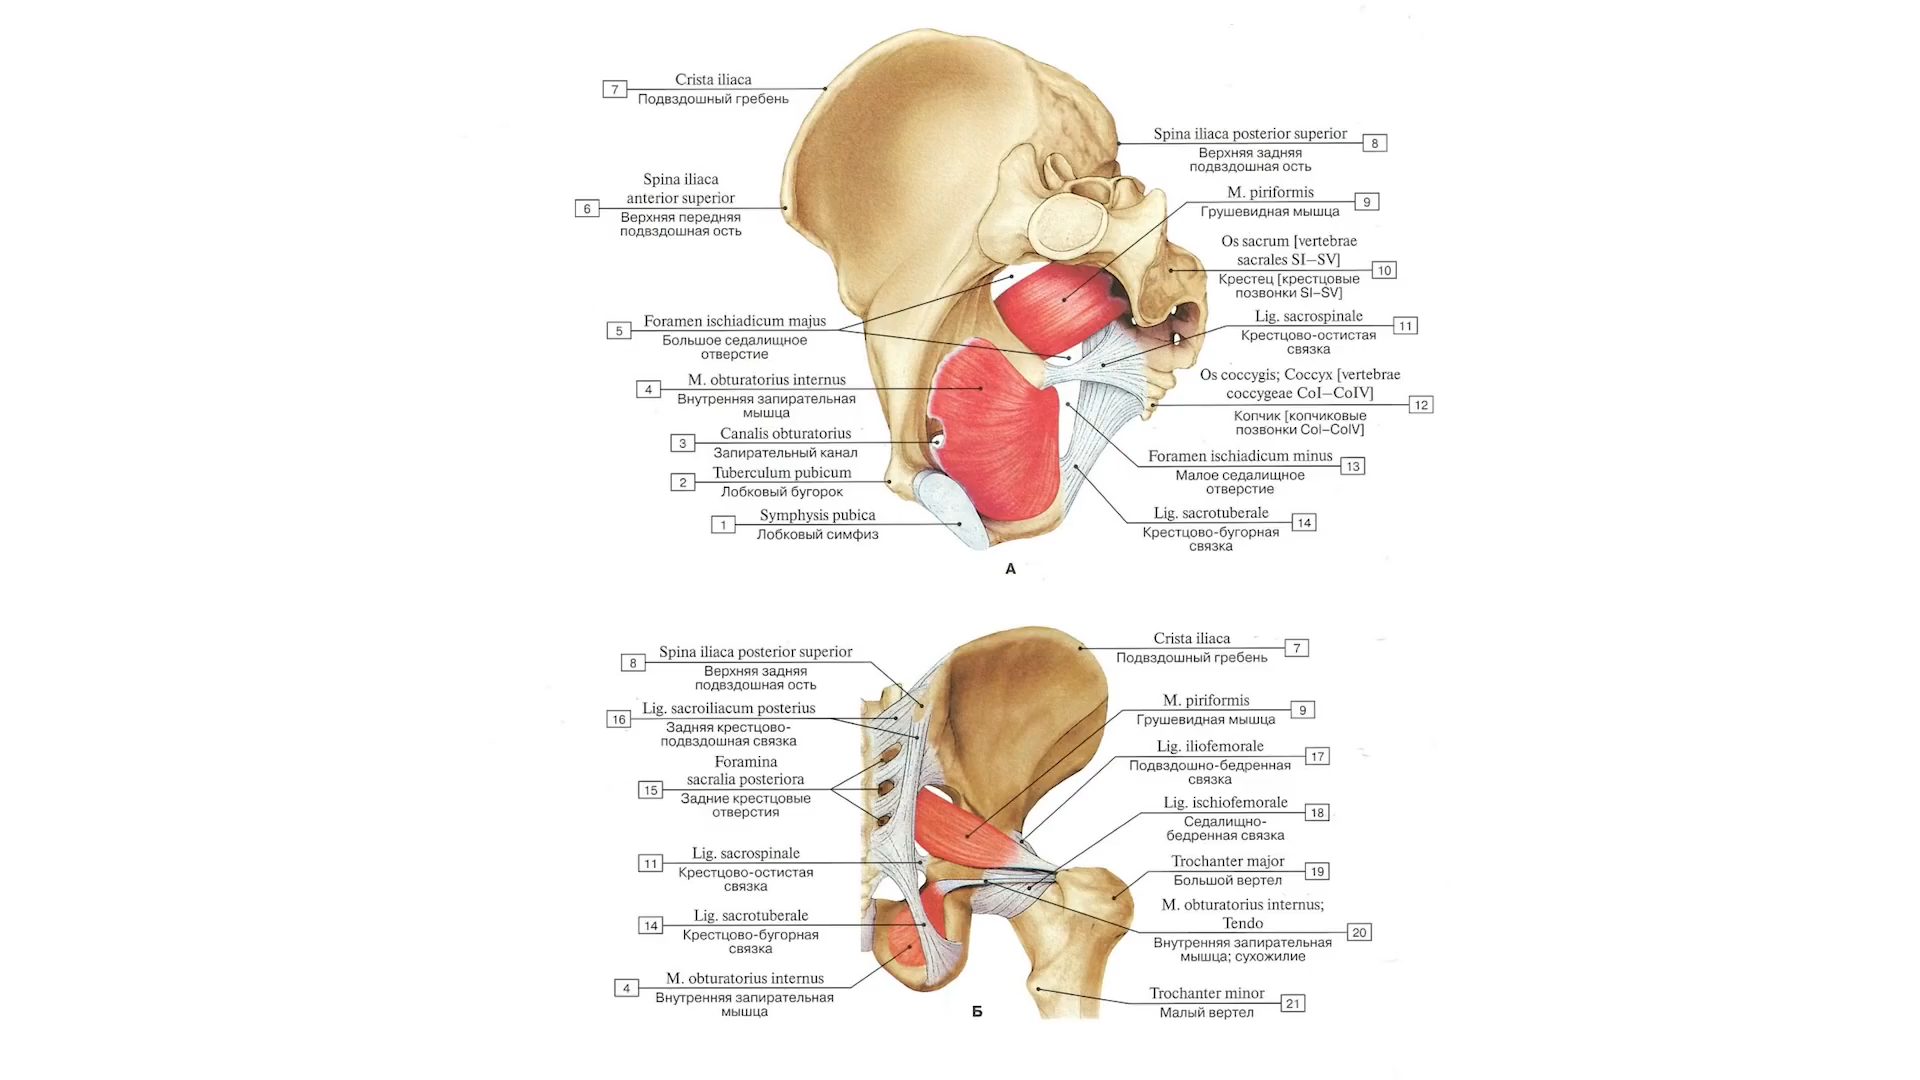 7
Crista iliaca
Подвздошный гребень
6
Spina iliaca
anterior superior
Верхняя передняя
подвздошная ость
5
Foramen ischiadicum majus
Большое седалищное
отверстие
4
M. obturatorius internus
Внутренняя запирательная
мышца
3
Canalis obturatorius
Запирательный канал
2
Tuberculum pubicum
Лобковый бугорок
1
Symphysis pubica
Лобковый симфиз
Spina iliaca posterior superior
8
Верхняя задняя
подвздошная ость
M. piriformis
9
Грушевидная мышца
Os sacrum [vertebrae
sacrales SI–SV]
10
Крестец [крестцовые
позвонки SI–SV]
Lig. sacrospinale
11
Крестцово-остистая
связка
Os coccygis; Coccyx [vertebrae
coccygeae CoI–CoIV]
12
Копчик [копчиковые
позвонки CoI–CoIV]
Foramen ischiadicum minus
13
Малое седалищное
отверстие
Lig. sacrotuberale
14
Крестцово-бугорная
связка
А
8
Spina iliaca posterior superior
Верхняя задняя
подвздошная ость
16
Lig. sacroiliacum posterius
Задняя крестцово-
подвздошная связка
Foramina
sacralia posteriora
15
Задние крестцовые
отверстия
11
Lig. sacrospinale
Крестцово-остистая
связка
14
Lig. sacrotuberale
Крестцово-бугорная
связка
4
M. obturatorius internus
Внутренняя запирательная
мышца
Crista iliaca
7
Подвздошный гребень
M. piriformis
9
Грушевидная мышца
Lig. iliofemorale
17
Подвздошно-бедренная
связка
Lig. ischiofemorale
18
Седалищно-
бедренная связка
Trochanter major
19
Большой вертел
M. obturatorius internus;
Tendo
20
Внутренняя запирательная
мышца; сухожилие
Trochanter minor
21
Малый вертел
Б